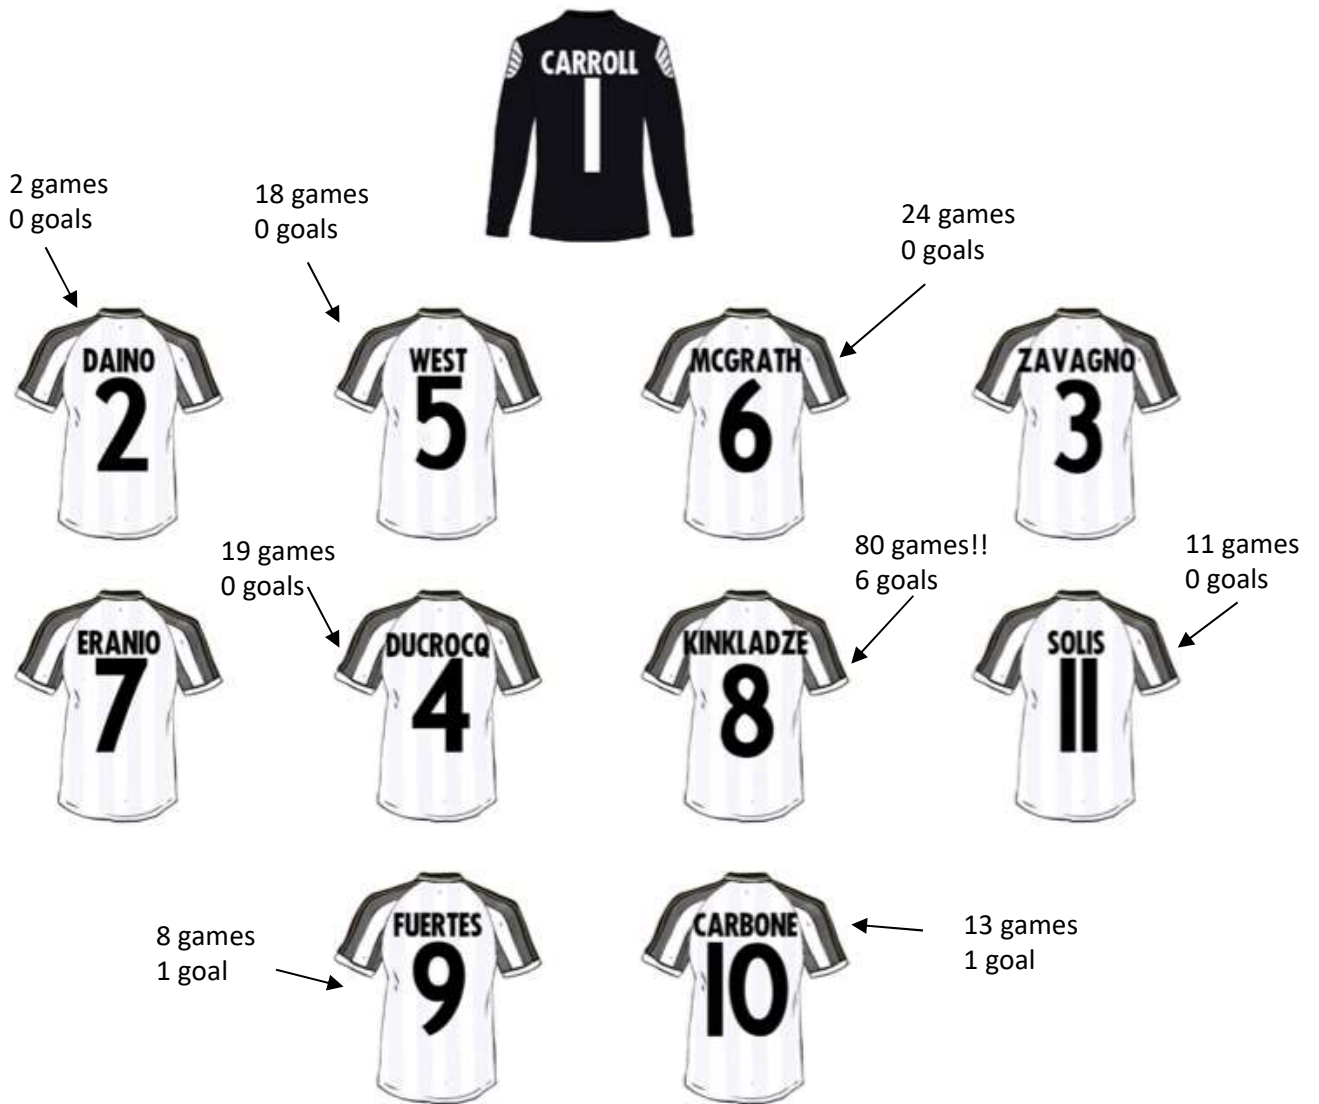 CARROLL
1
2 games
0 goals
18 games
0 goals
24 games
0 goals
DAINO
2
WEST
5
MCGRATH
6
ZAVAGNO
3
19 games
0 goals
80 games!!
6 goals
11 games
0 goals
ERANIO
7
DUCROCQ
4
KINKLADZE
8
SOLIS
11
8 games
1 goal
FUERTES
9
CARBONE
10
13 games
1 goal